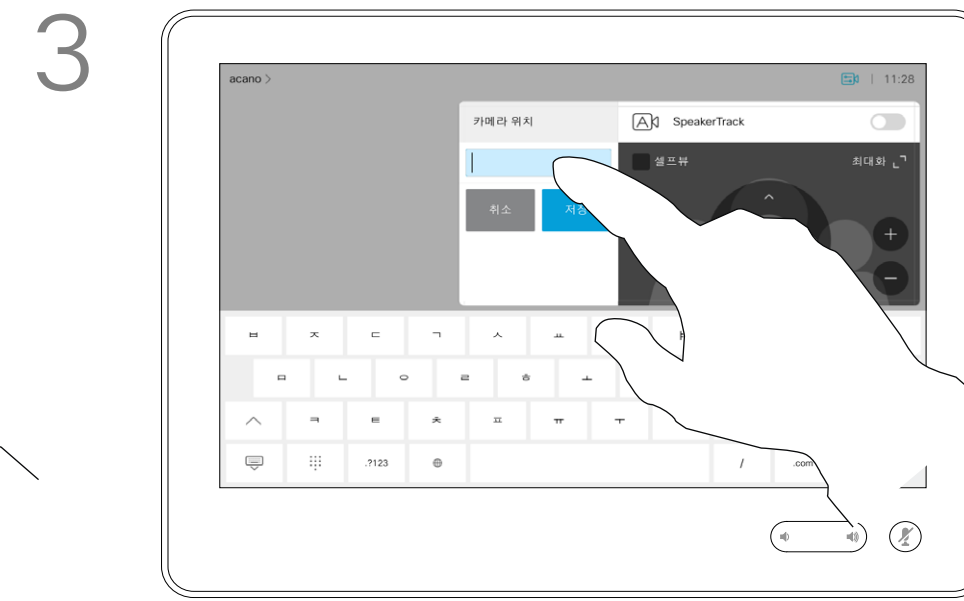 3
acano >
11:28
카메라 위치
SpeakerTrack
셀프뷰
최대화
취소
저장
ㅂ ㅈ ㄷ ㄱ ㅅ ㅛ
ㅁ ㄴ ㅇ ㄹ ㅎ ㅗ
ㅋ ㅌ ㅊ ㅍ ㅠ ㅜ
.?123
/
.com